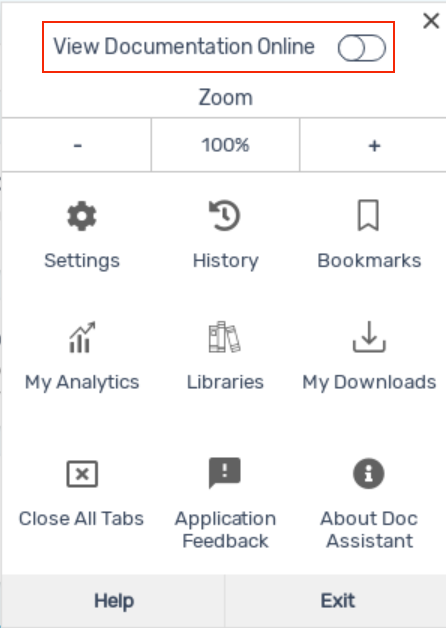 View Documentation Online
Zoom
- 100% +
Settings History Bookmarks
My Analytics Libraries My Downloads
Close All Tabs Application Feedback About Doc Assistant
Help Exit